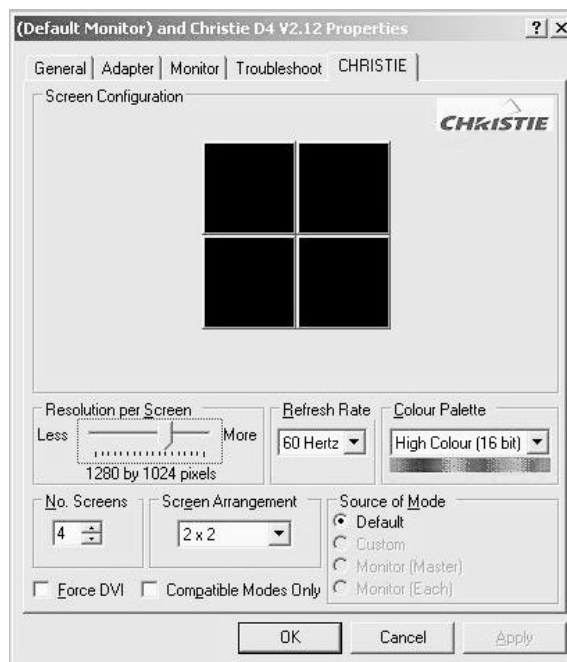 (Default Monitor) and Christie D4 V2.12 Properties
General Adapter Monitor Troubleshoot CHRISTIE
Screen Configuration
CHRISTIE
Resolution per Screen
Less More
1280 by 1024 pixels
Refresh Rate
60 Hertz
Colour Palette
High Colour (16 bit)
No. Screens
4
Screen Arrangement
2 x 2
Source of Mode
Default
Custom
Monitor (Master)
Monitor (Each)
Force DVI Compatible Modes Only
OK Cancel Apply